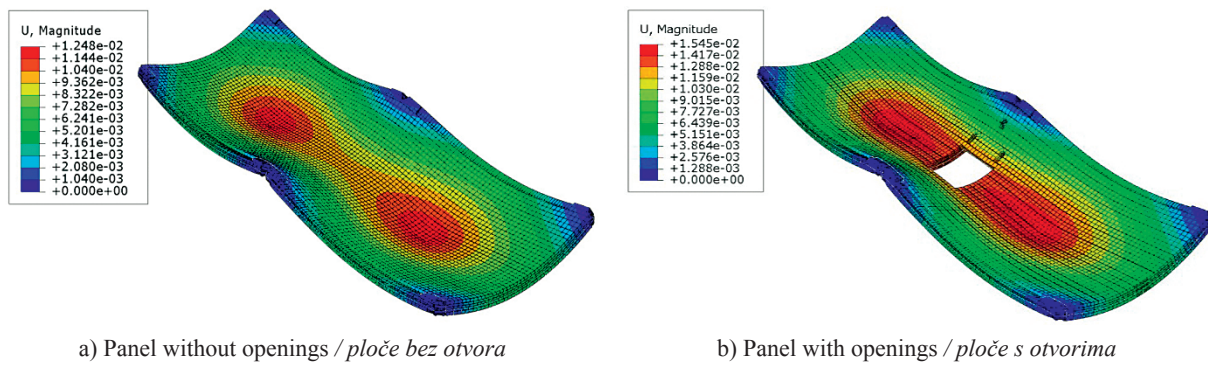 U, Magnitude
+1.248e-02
+1.144e-02
+1.040e-02
+9.362e-03
+8.322e-03
+7.282e-03
+6.241e-03
+5.201e-03
+4.161e-03
+3.121e-03
+2.080e-03
+1.040e-03
+0.000e+00
U, Magnitude
+1.545e-02
+1.417e-02
+1.288e-02
+1.159e-02
+1.030e-02
+9.015e-03
+7.727e-03
+6.439e-03
+5.151e-03
+3.864e-03
+2.576e-03
+1.288e-03
+0.000e+00
a) Panel without openings / ploče bez otvora
b) Panel with openings / ploče s otvorima